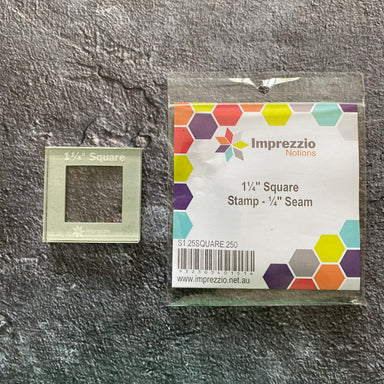 1¼" Square
Imprezzio
Imprezzio
Notions
1¼" Square
Stamp - ¼" Seam
S1.25SQUARE.250
www.imprezzio.net.au